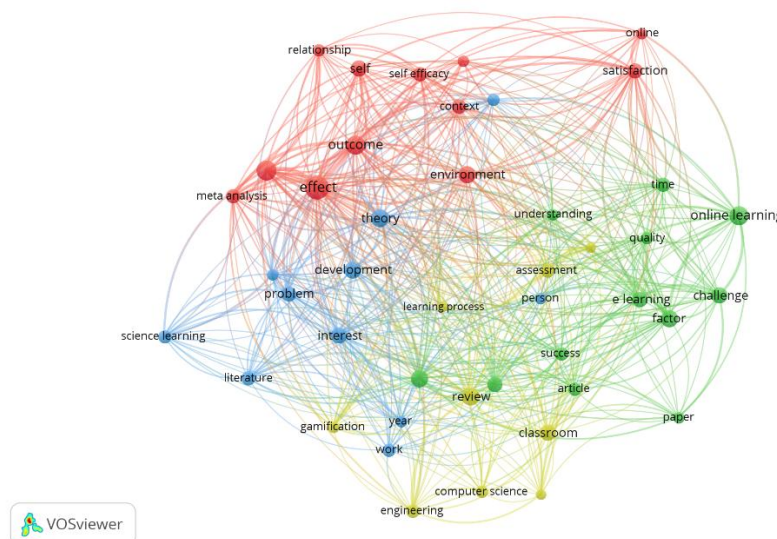 online
relationship
self
self efficacy
satisfaction
context
outcome
environment
effect
meta analysis
time
theory
understanding
online learning
quality
development
assessment
problem
person
e learning
challenge
learning process
factor
science learning
interest
success
literature
review
article
paper
gamification
year
classroom
work
computer science
engineering
VOSviewer